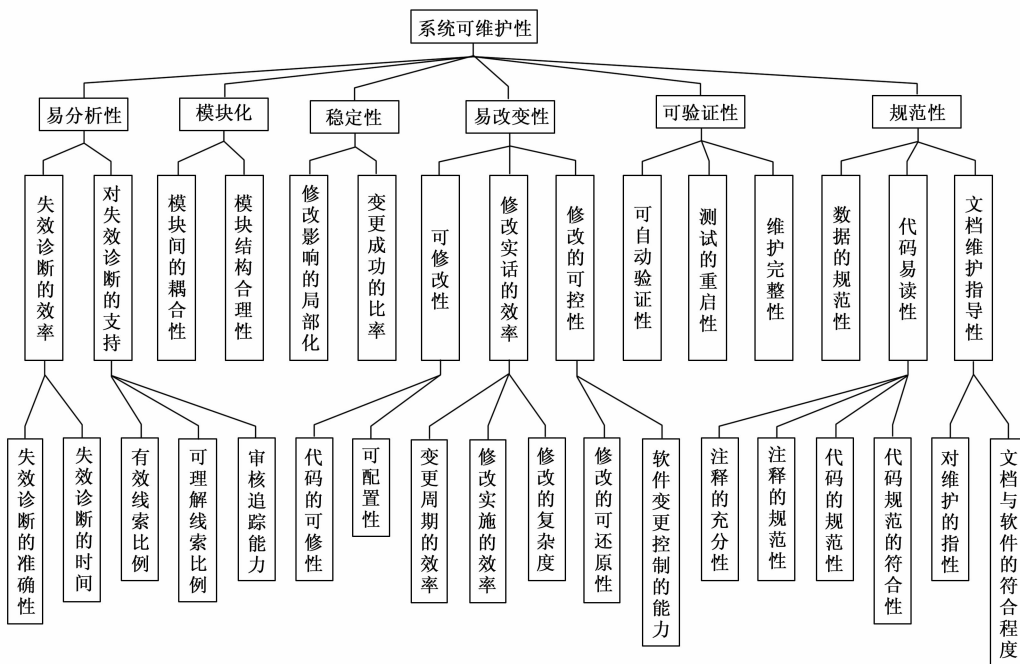 系统可维护性
易分析性
模块化
稳定性
易改变性
可验证性
规范性
失效诊断的效率
对失效诊断的支持
模块间的耦合性
模块结构合理性
修改影响的局部化
变更成功的比率
可修改性
修改实话的效率
修改的可控性
可自动验证性
测试的重启性
维护完整性
数据的规范性
代码易读性
文档维护指导性
失效诊断的准确性
失效诊断的时间
有效线索比例
可理解线索比例
审核追踪能力
代码的可修性
可配置性
变更周期的效率
修改实施的效率
修改的复杂度
修改的可还原性
软件变更控制的能力
注释的充分性
注释的规范性
代码的规范性
代码规范的符合性
对维护的指性
文档与软件的符合程度